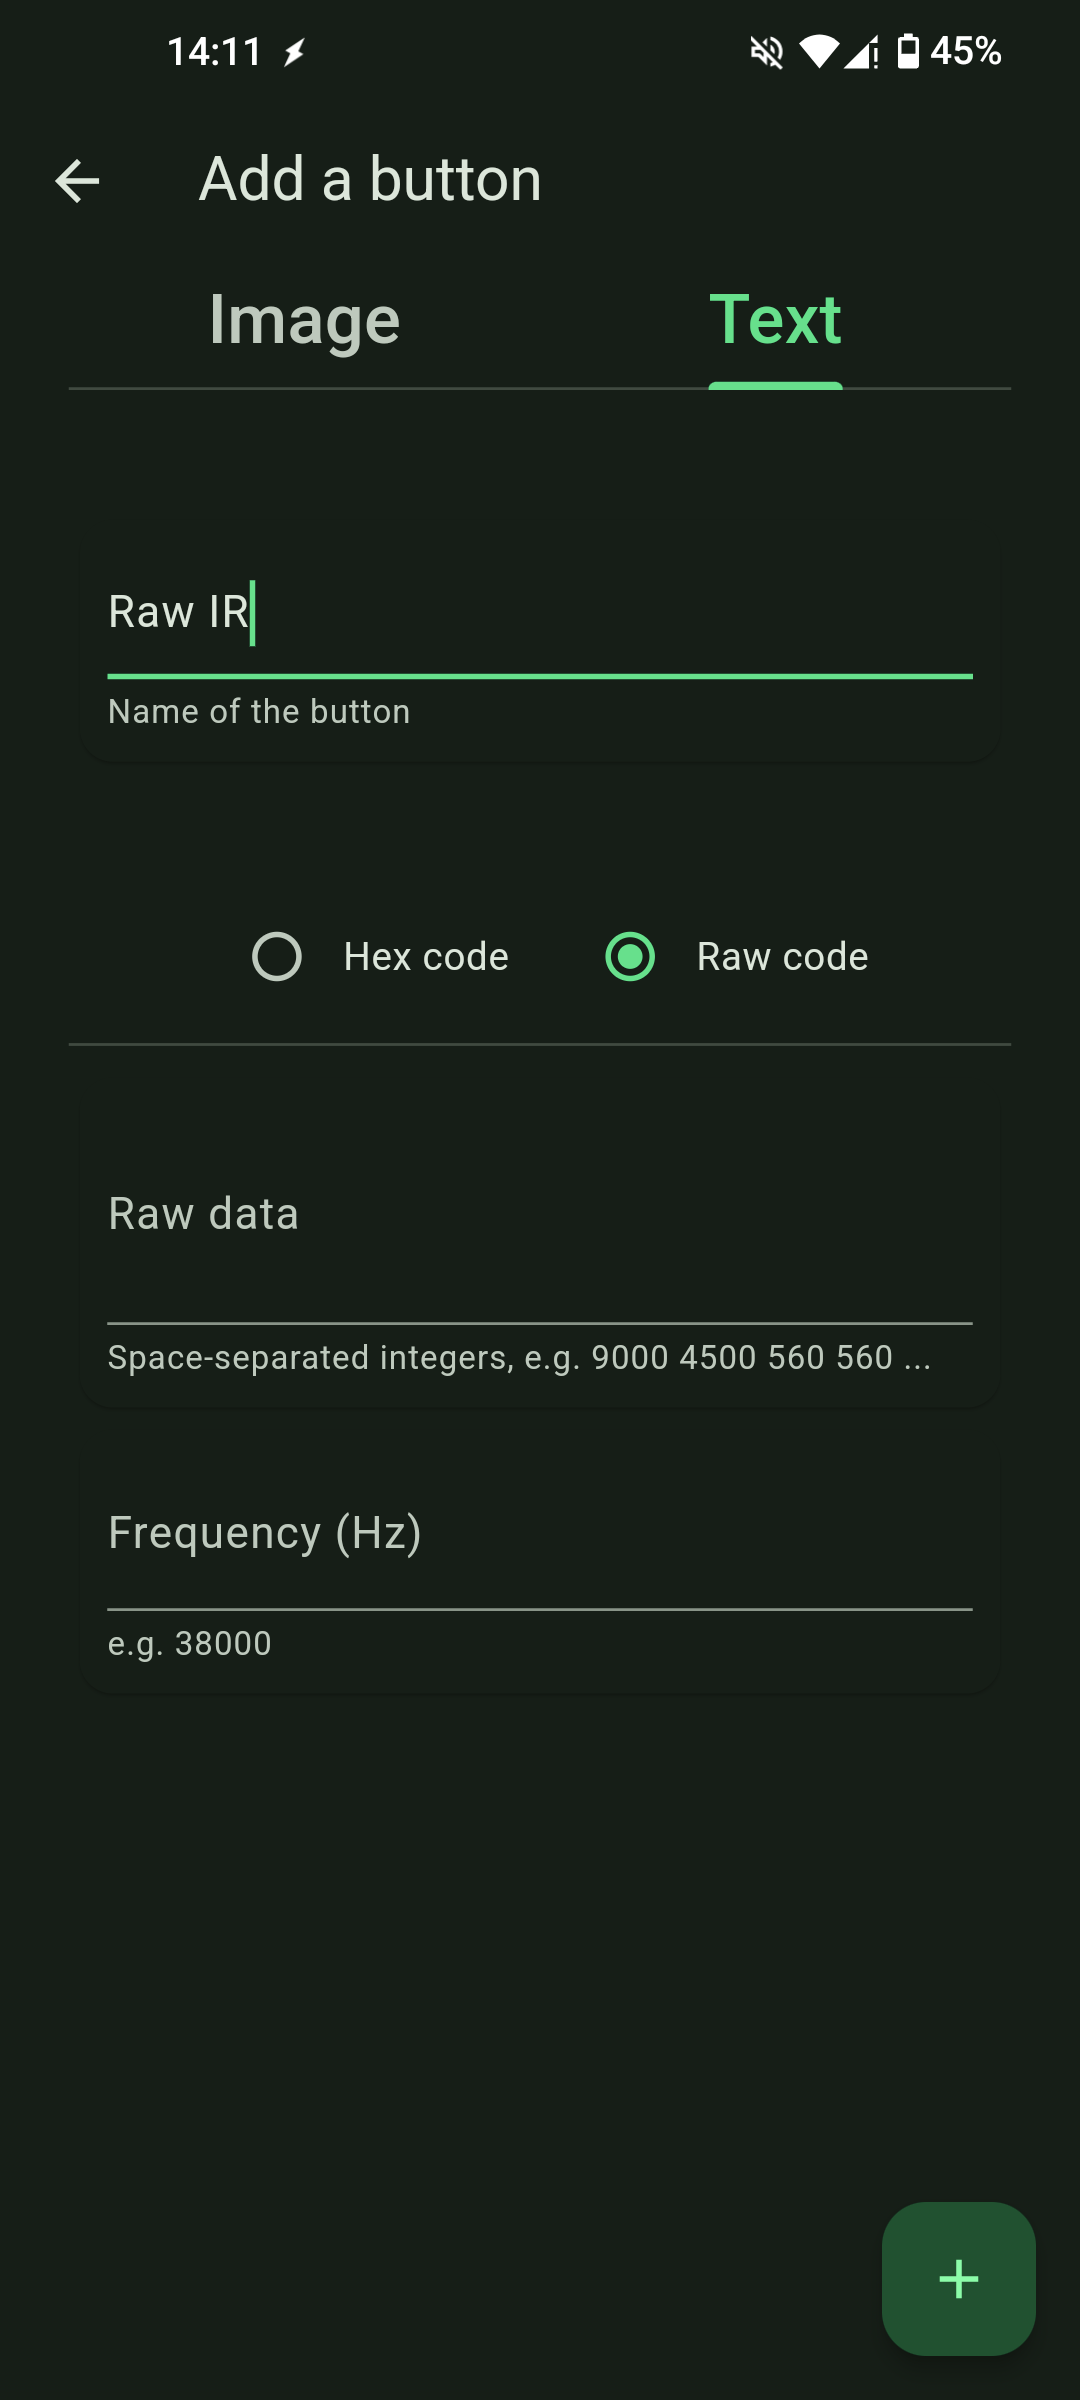 14:11
45%
Add a button
Image
Text
Raw IR
Name of the button
Hex code
Raw code
Raw data
Space-separated integers, e.g. 9000 4500 560 560 ...
Frequency (Hz)
e.g. 38000